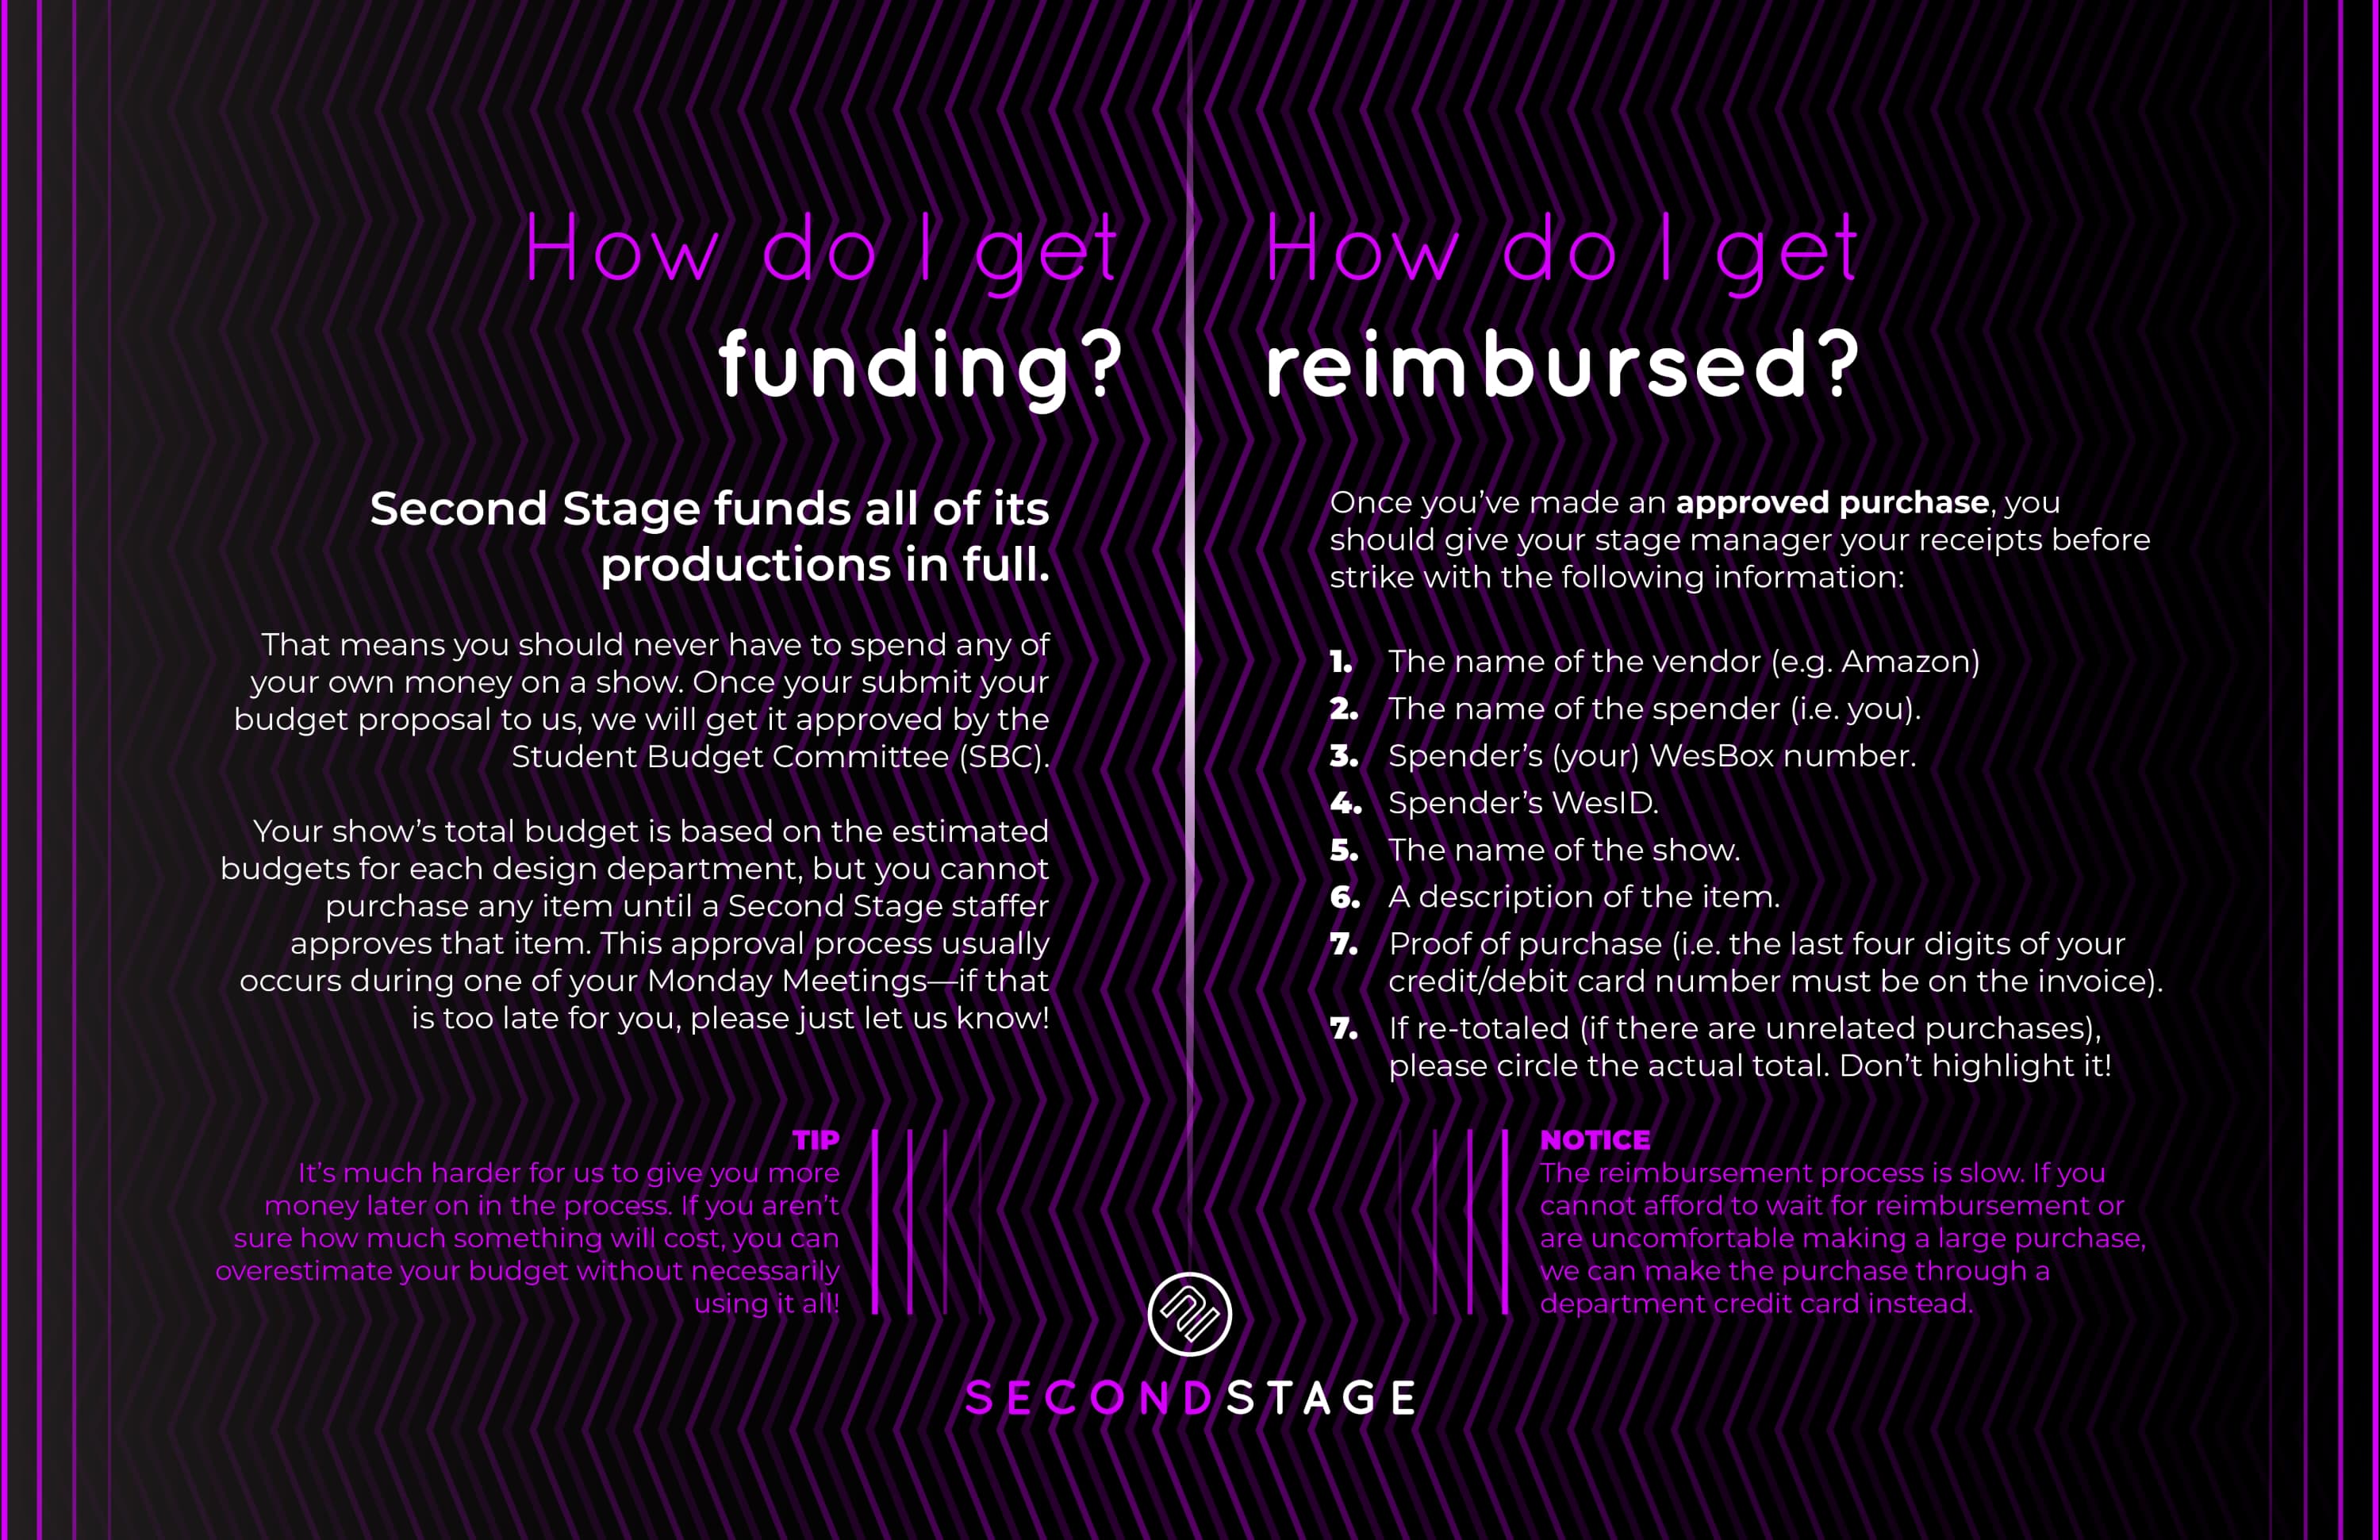 How do I get
funding?
Second Stage funds all of its
productions in full.
That means you should never have to spend any of
your own money on a show. Once your submit your
budget proposal to us, we will get it approved by the
Student Budget Committee (SBC).
Your show's total budget is based on the estimated
budgets for each design department, but you cannot
purchase any item until a Second Stage staffer
approves that item. This approval process usually
occurs during one of your Monday Meetings—if that
is too late for you, please just let us know!
TIP
It's much harder for us to give you more
money later on in the process. If you aren't
sure how much something will cost, you can
overestimate your budget without necessarily
using it all!
How do I get
reimbursed?
Once you've made an approved purchase, you
should give your stage manager your receipts before
strike with the following information:
1. The name of the vendor (e.g. Amazon)
2. The name of the spender (i.e. you).
3. Spender's (your) WesBox number.
4. Spender's WesID.
5. The name of the show.
6. A description of the item.
7. Proof of purchase (i.e. the last four digits of your
credit/debit card number must be on the invoice).
7. If re-totaled (if there are unrelated purchases),
please circle the actual total. Don't highlight it!
NOTICE
The reimbursement process is slow. If you
cannot afford to wait for reimbursement or
are uncomfortable making a large purchase,
we can make the purchase through a
department credit card instead.
SECONDSTAGE